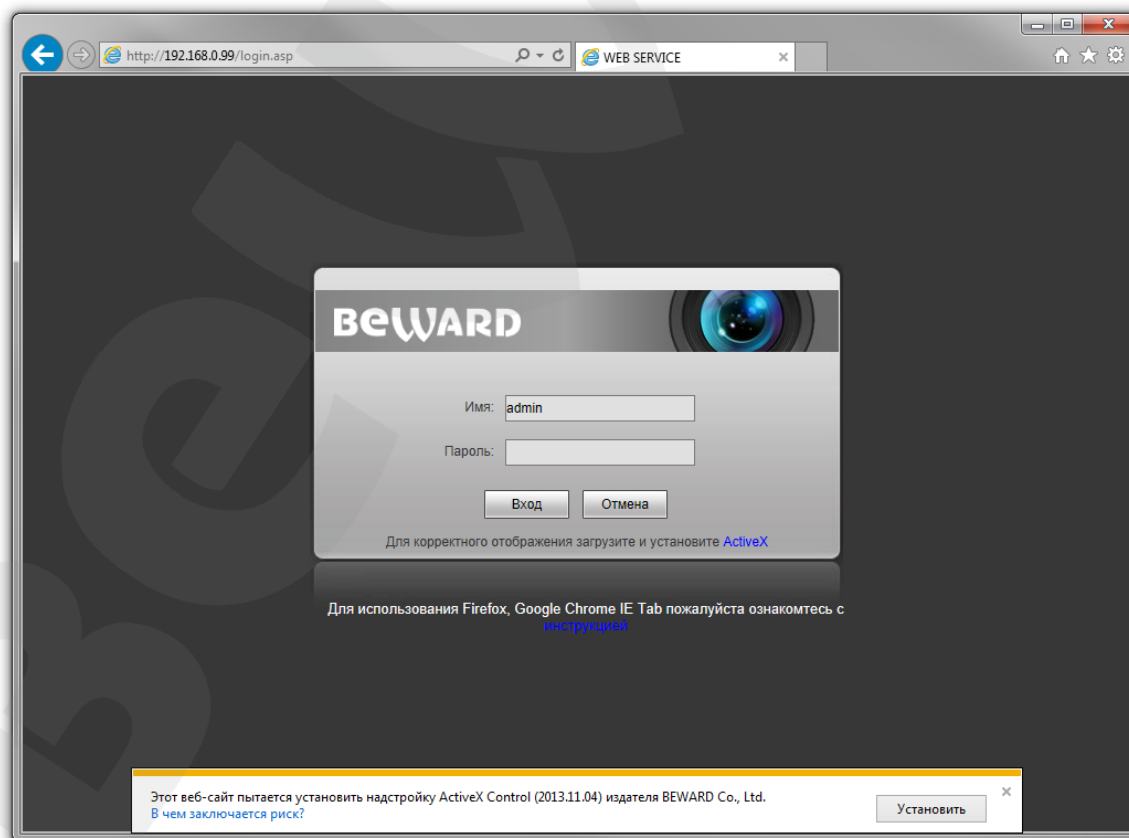 http://192.168.0.99/login.asp
WEB SERVICE
BEWARD
Имя: admin
Пароль:
Вход Отмена
Для корректного отображения загрузите и установите ActiveX
Для использования Firefox, Google Chrome IE Tab пожалуйста ознакомтесь с
инструкцией
Этот веб-сайт пытается установить надстройку ActiveX Control (2013.11.04) издателя BEWARD Co., Ltd.
В чем заключается риск?
Установить